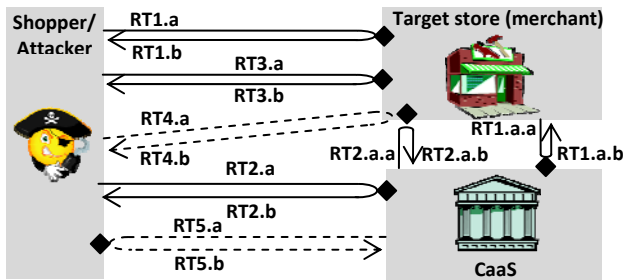 Shopper/
Attacker
Target store (merchant)
RT1.a
RT1.b
RT3.a
RT3.b
RT4.a
RT4.b
RT1.a.a
RT2.a.a
RT2.a.b
RT1.a.b
RT2.a
RT2.b
RT5.a
RT5.b
CaaS